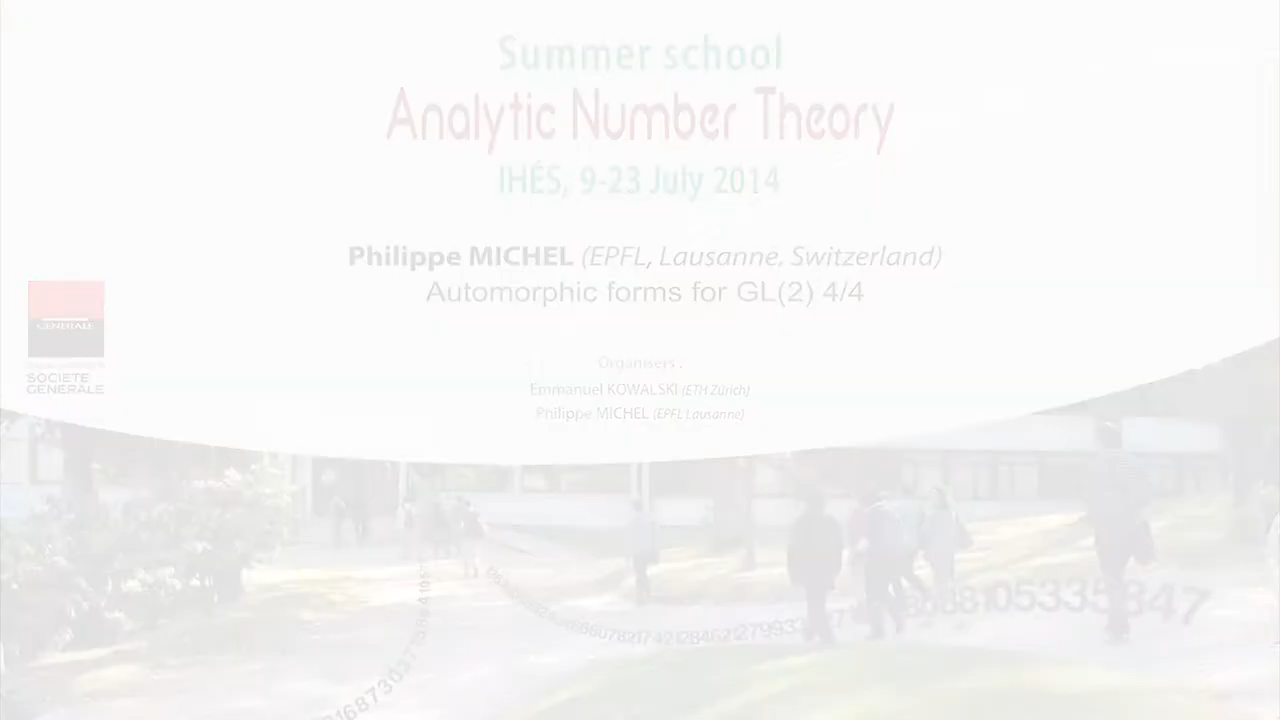 Summer school
Analytic Number Theory
IHÉS, 9-23 July 2014
Philippe MICHEL (EPFL, Lausanne, Switzerland)
Automorphic forms for GL(2) 4/4
GENERALE
SOCIETE
GENERALE
Organisers :
Emmanuel KOWALSKI (ETH Zürich)
Philippe MICHEL (EPFL Lausanne)